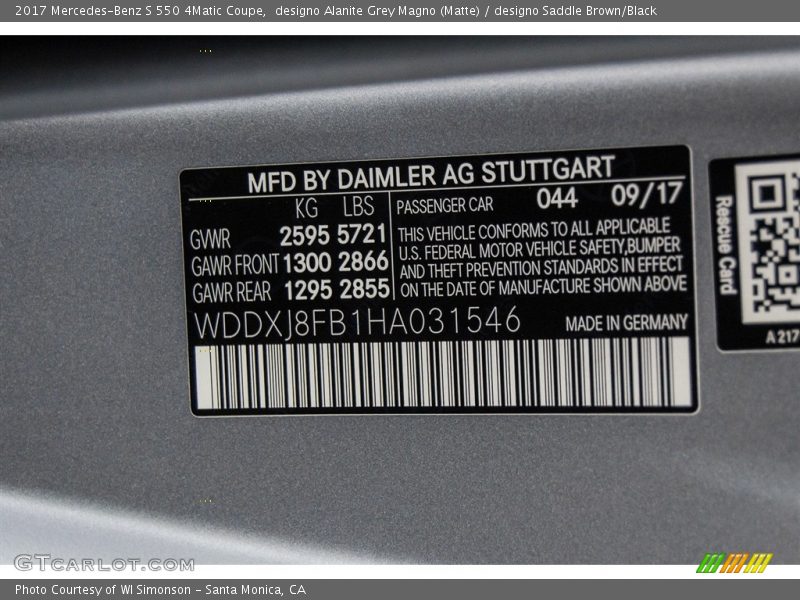 2017 Mercedes-Benz S 550 4Matic Coupe,  designo Alanite Grey Magno (Matte) / designo Saddle Brown/Black
MFD BY DAIMLER AG STUTTGART
KG LBS PASSENGER CAR 044 09/17
GWR 2595 5721
GAWR FRONT 1300 2866
GAWR REAR 1295 2855
THIS VEHICLE CONFORMS TO ALL APPLICABLE
U.S. FEDERAL MOTOR VEHICLE SAFETY,BUMPER
AND THEFT PREVENTION STANDARDS IN EFFECT
ON THE DATE OF MANUFACTURE SHOWN ABOVE
WDDXJ8FB1HA031546 MADE IN GERMANY
Rescue Card
A 217
GTcarlot.com
Photo Courtesy of WI Simonson - Santa Monica, CA